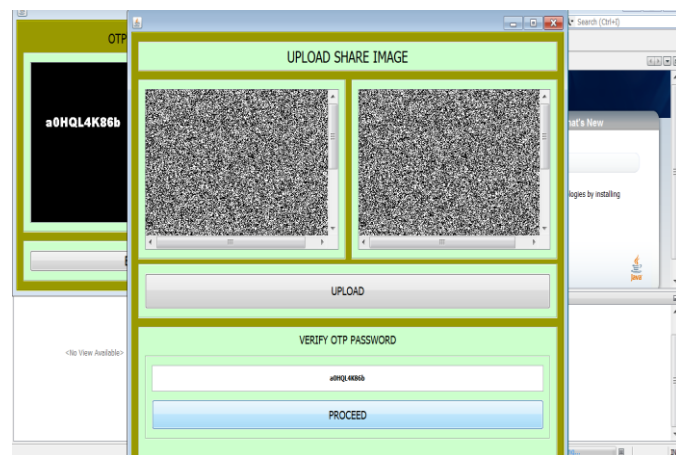 Search (Ctrl+I)
OTP
UPLOAD SHARE IMAGE
a0HQL4K86b
hat's New
logies by installing
Java
UPLOAD
VERIFY OTP PASSWORD
<No View Available>
a0HQL4K86b
PROCEED